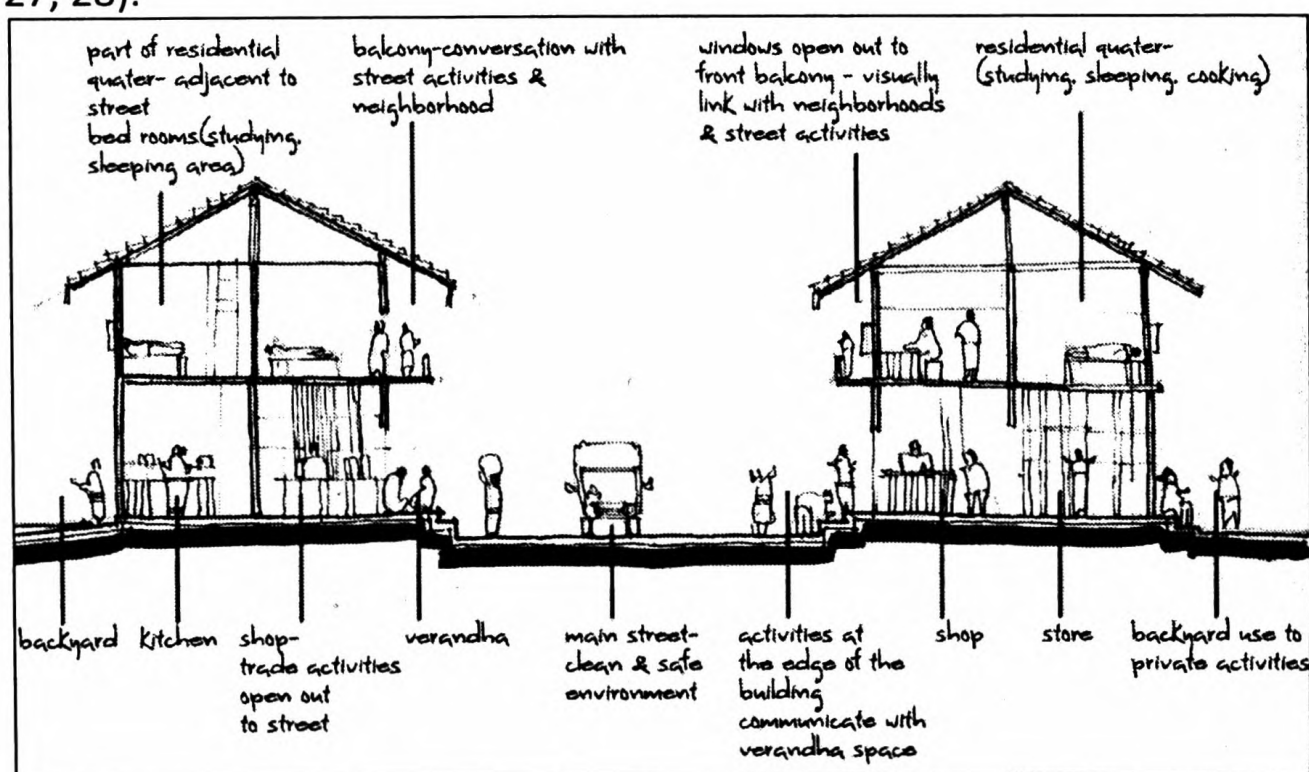 27, 28).
part of residential
quater- adjacent to
street
bed rooms(studying,
sleeping area)
balcony-conversation with
street activities &
neighborhood
windows open out to
front balcony - visually
link with neighborhoods
& street activities
residential quater-
(studying, sleeping, cooking)
backyard
kitchen
shop-
trade activities
open out
to street
verandha
main street-
clean & safe
environment
activities at
the edge of the
building
communicate with
verandha space
shop
store
backyard use to
private activities